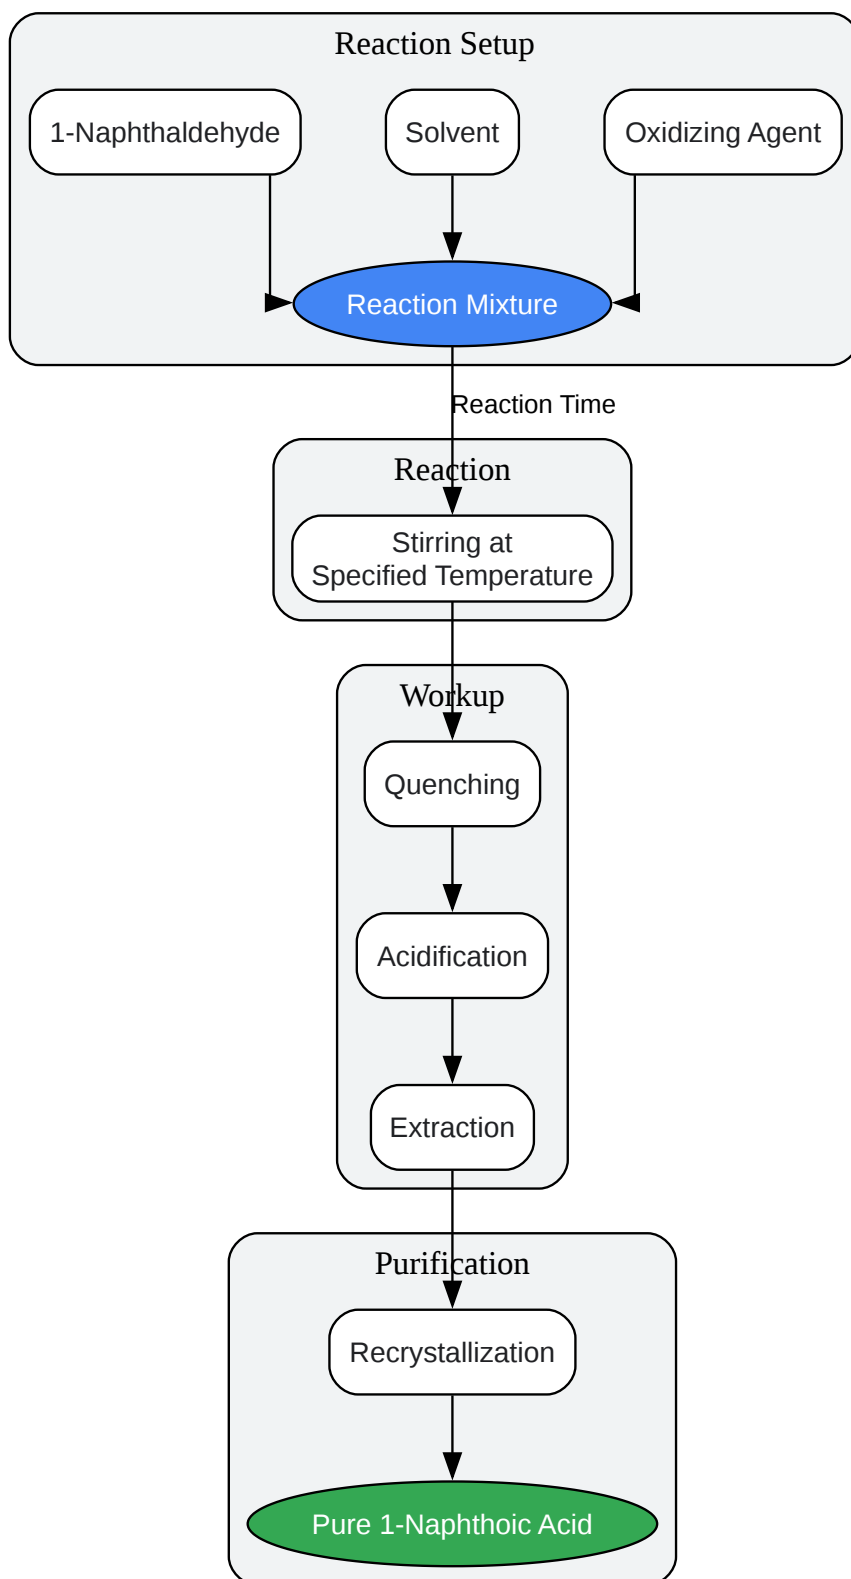 Reaction Setup
1-Naphthaldehyde
Solvent
Oxidizing Agent
Reaction Mixture
Reaction Time
Reaction
Stirring at
Specified Temperature
Workup
Quenching
Acidification
Extraction
Purification
Recrystallization
Pure 1-Naphthoic Acid